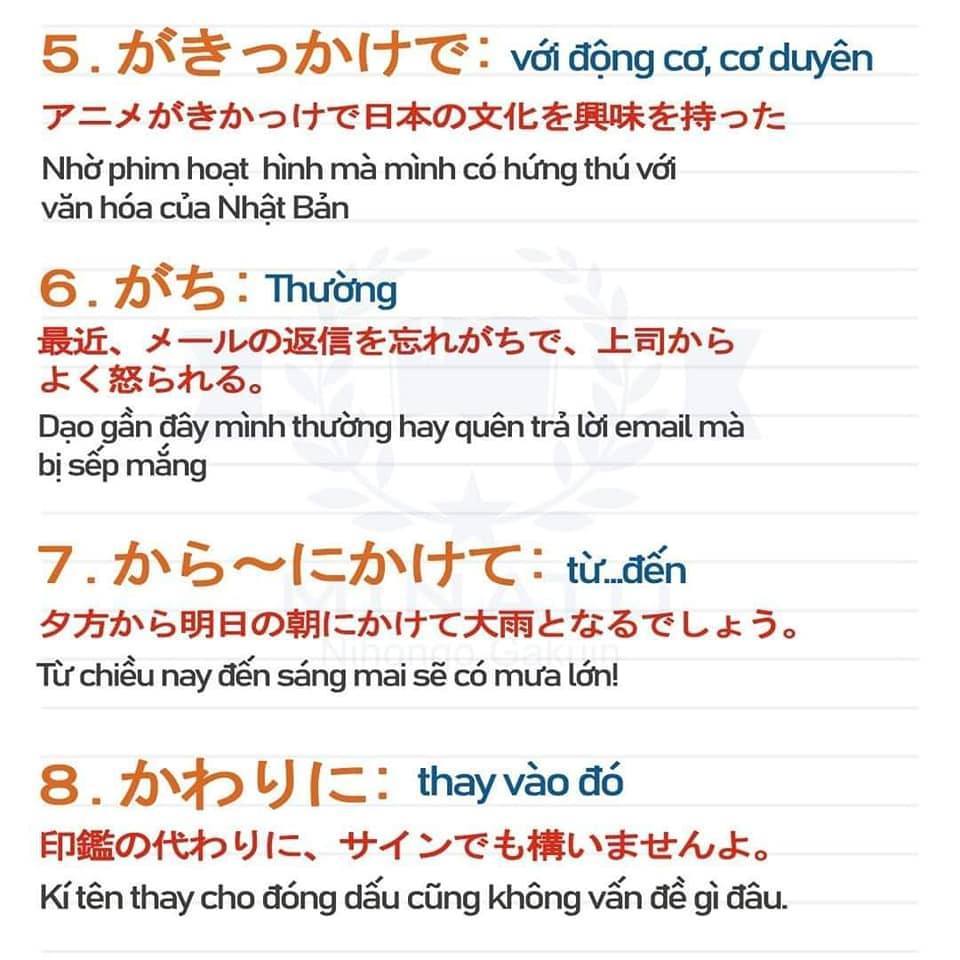 5. がきっかけで: với động cơ, cơ duyên
アニメがきかっけで日本の文化を興味を持った
Nhờ phim hoạt hình mà mình có hứng thú với
văn hóa của Nhật Bản
6. がち: Thường
最近、メールの返信を忘れがちで、上司から
よく怒られる。
Dạo gần đây mình thường hay quên trả lời email mà
bị sếp mắng
7. から〜にかけて: từ...đến
夕方から明日の朝にかけて大雨となるでしょう。
MINATO
Nihongo Gakuin
Từ chiều nay đến sáng mai sẽ có mưa lớn!
8. かわりに: thay vào đó
印鑑の代わりに、サインでも構いませんよ。
Kí tên thay cho đóng dấu cũng không vấn đề gì đâu.